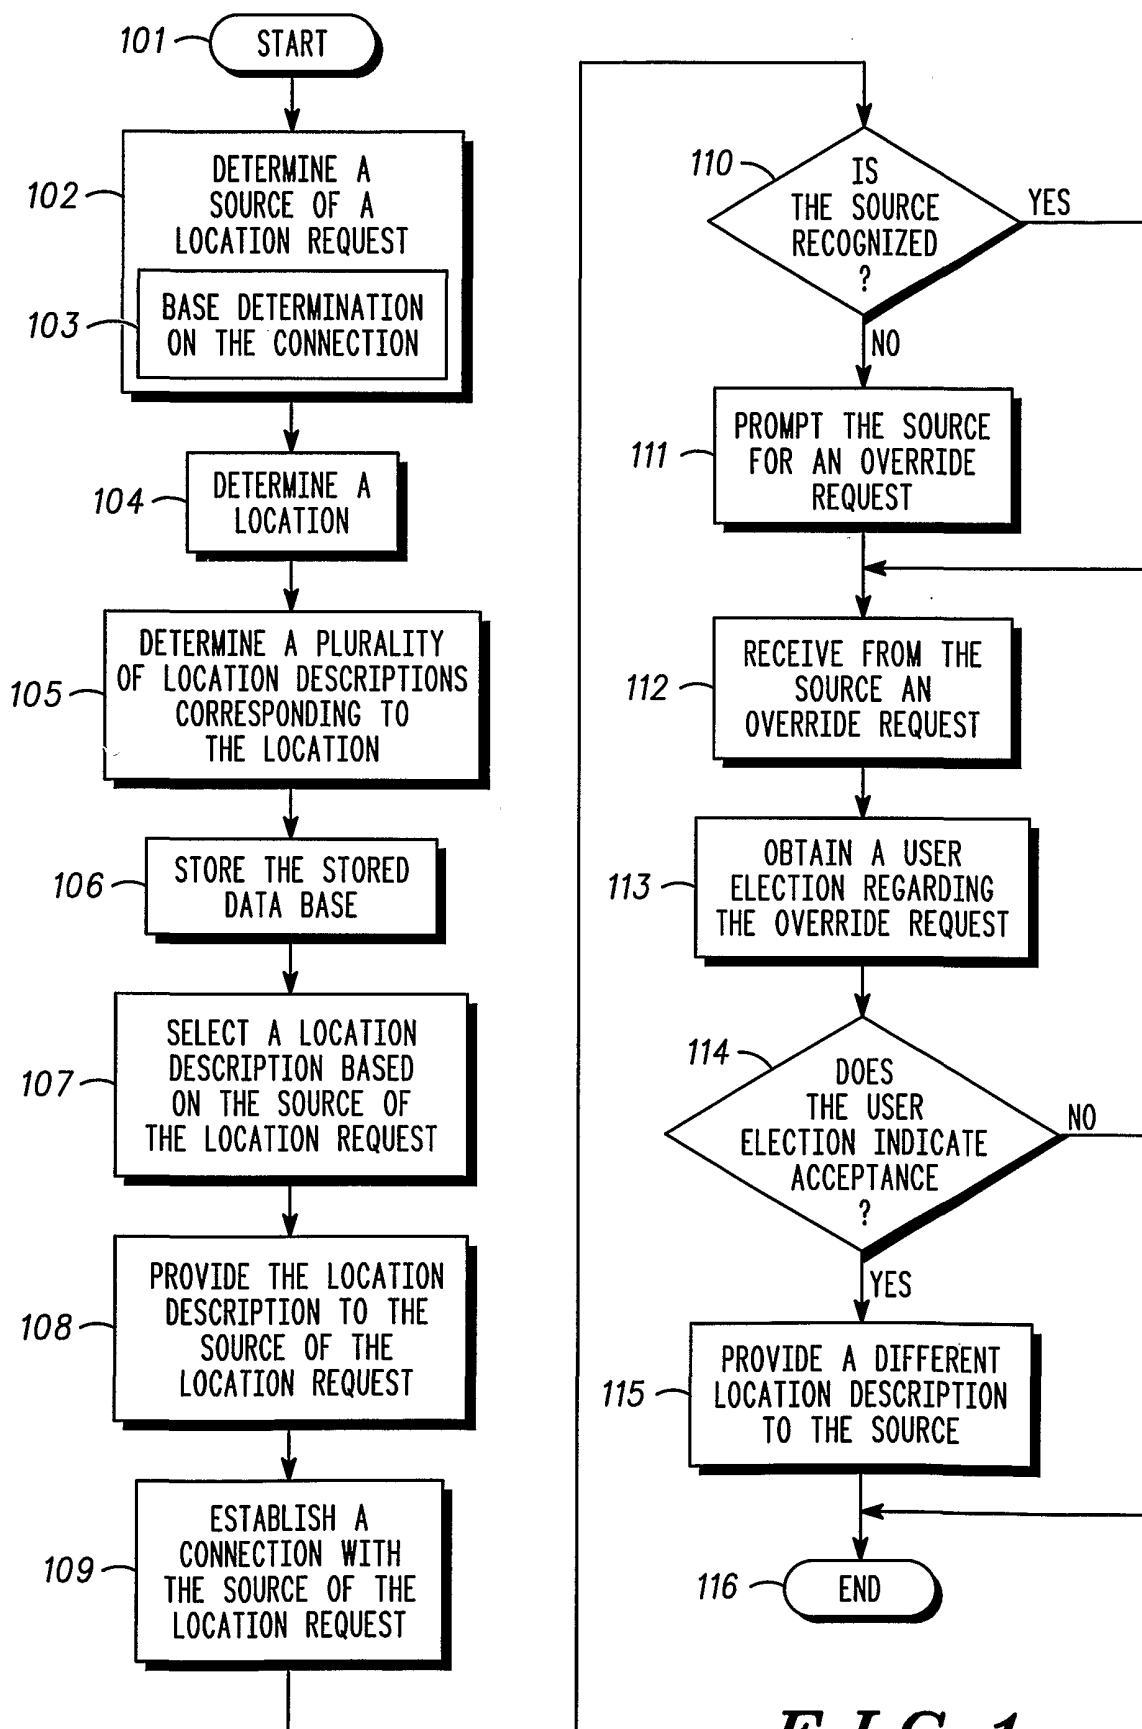 101
START
102
DETERMINE A
SOURCE OF A
LOCATION REQUEST
103
BASE DETERMINATION
ON THE CONNECTION
104
DETERMINE A
LOCATION
105
DETERMINE A PLURALITY
OF LOCATION DESCRIPTIONS
CORRESPONDING TO
THE LOCATION
106
STORE THE STORED
DATA BASE
107
SELECT A LOCATION
DESCRIPTION BASED
ON THE SOURCE OF
THE LOCATION REQUEST
108
PROVIDE THE LOCATION
DESCRIPTION TO THE
SOURCE OF THE
LOCATION REQUEST
109
ESTABLISH A
CONNECTION WITH
THE SOURCE OF THE
LOCATION REQUEST
110
IS
THE SOURCE
RECOGNIZED
?
YES
NO
111
PROMPT THE SOURCE
FOR AN OVERRIDE
REQUEST
112
RECEIVE FROM THE
SOURCE AN
OVERRIDE REQUEST
113
OBTAIN A USER
ELECTION REGARDING
THE OVERRIDE REQUEST
114
DOES
THE USER
ELECTION INDICATE
ACCEPTANCE
?
NO
YES
115
PROVIDE A DIFFERENT
LOCATION DESCRIPTION
TO THE SOURCE
116
END
FIG. 1